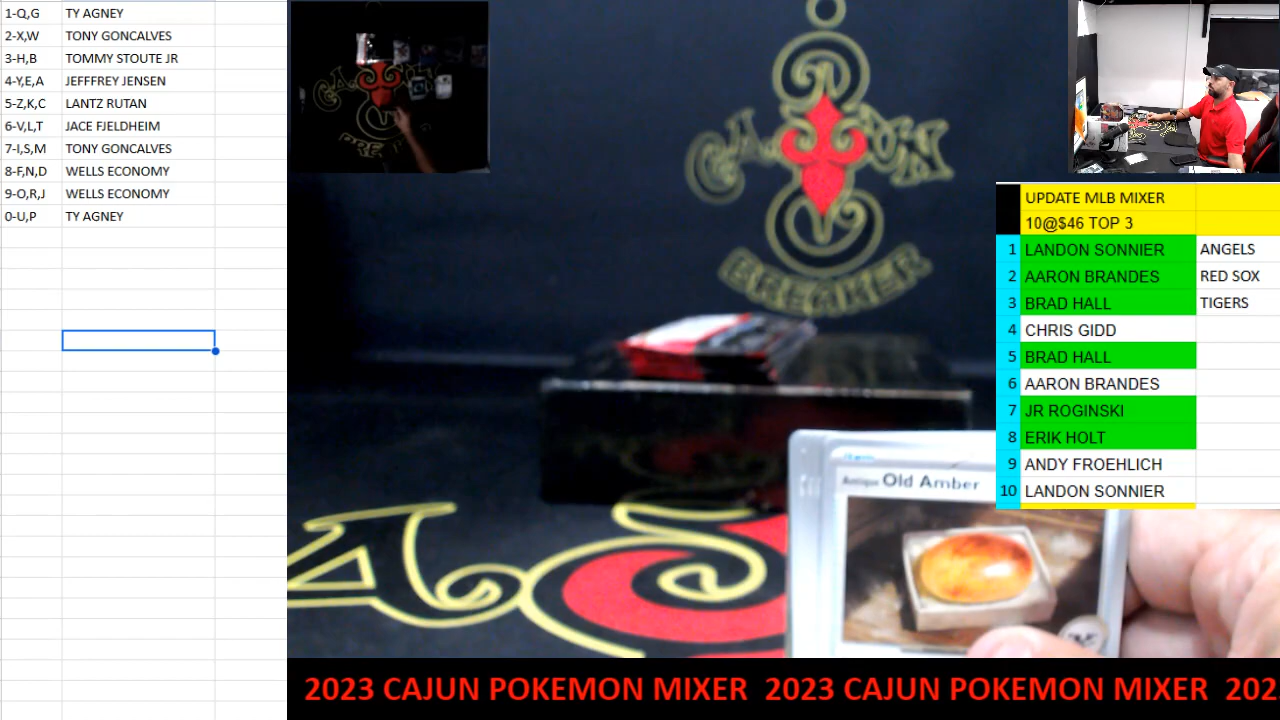 1-Q,G TY AGNEY
2-X,W TONY GONCALVES
3-H,B TOMMY STOUTE JR
4-Y,E,A JEFFFREY JENSEN
5-Z,K,C LANTZ RUTAN
6-V,L,T JACE FJELDHEIM
7-I,S,M TONY GONCALVES
8-F,N,D WELLS ECONOMY
9-O,R,J WELLS ECONOMY
0-U,P TY AGNEY
CAJUN
BREAKER
UPDATE MLB MIXER
10@$46 TOP 3
1 LANDON SONNIER ANGELS
2 AARON BRANDES RED SOX
3 BRAD HALL TIGERS
4 CHRIS GIDD
5 BRAD HALL
6 AARON BRANDES
7 JR ROGINSKI
8 ERIK HOLT
9 ANDY FROEHLICH
10 LANDON SONNIER
Antique Old Amber
2023 CAJUN POKEMON MIXER 2023 CAJUN POKEMON MIXER 202